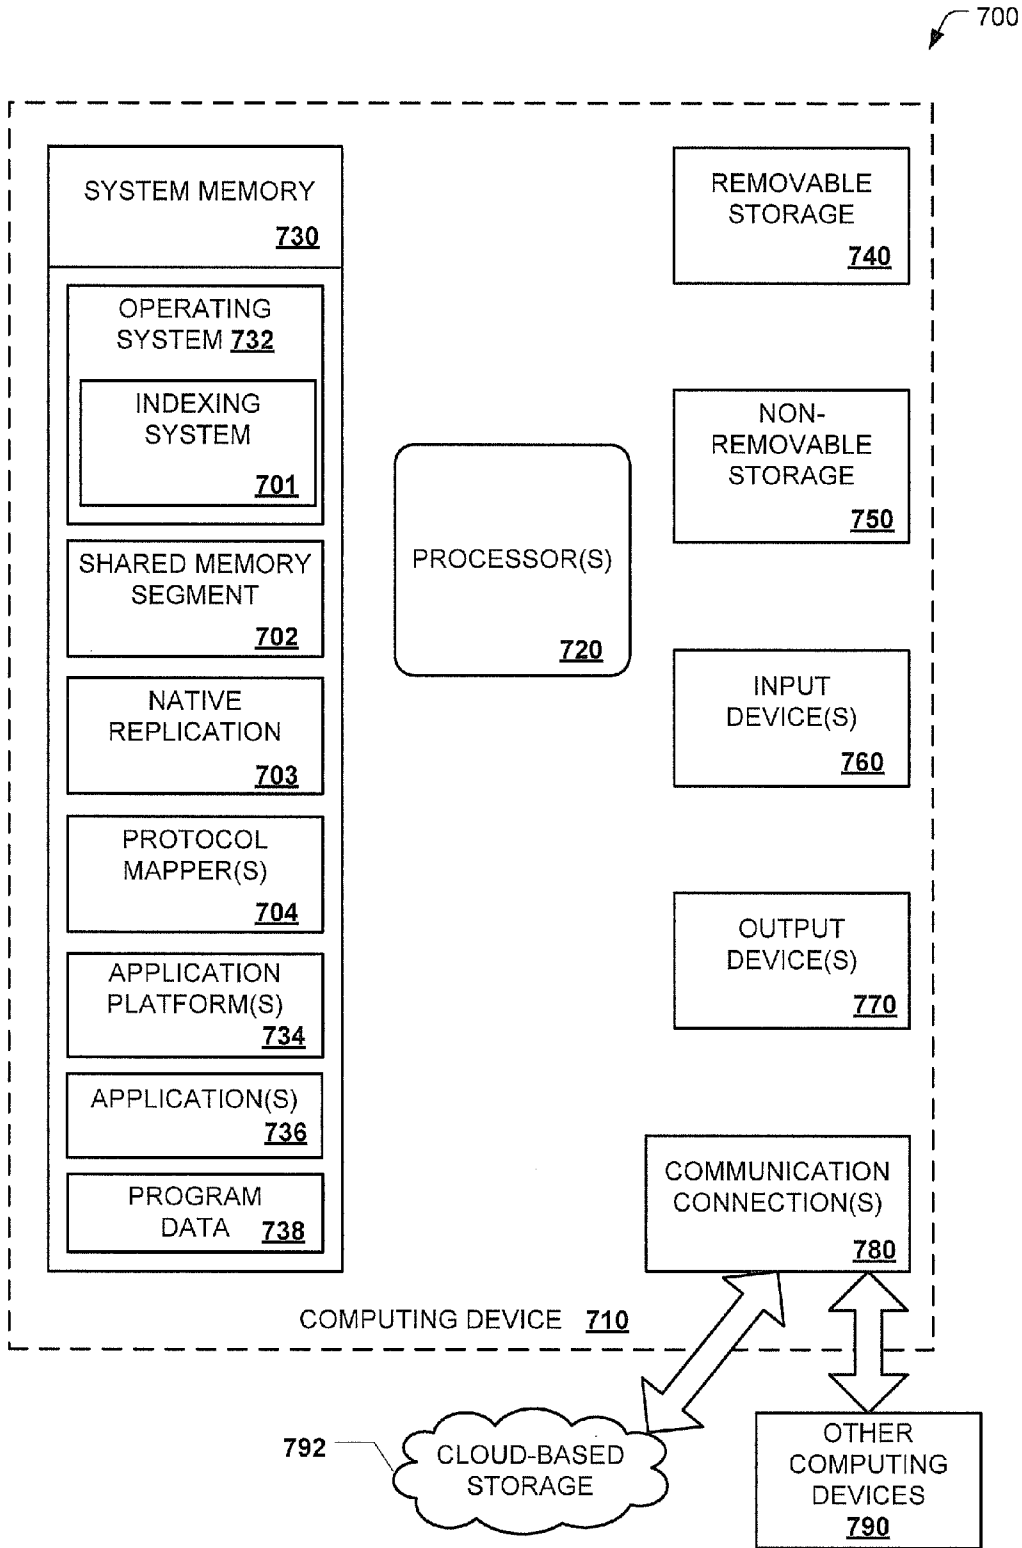 700
SYSTEM MEMORY
730
OPERATING
SYSTEM 732
INDEXING
SYSTEM
701
SHARED MEMORY
SEGMENT
702
NATIVE
REPLICATION
703
PROTOCOL
MAPPER(S)
704
APPLICATION
PLATFORM(S)
734
APPLICATION(S)
736
PROGRAM
DATA 738
PROCESSOR(S)
720
REMOVABLE
STORAGE
740
NON-
REMOVABLE
STORAGE
750
INPUT
DEVICE(S)
760
OUTPUT
DEVICE(S)
770
COMMUNICATION
CONNECTION(S)
780
COMPUTING DEVICE 710
792
CLOUD-BASED
STORAGE
OTHER
COMPUTING
DEVICES
790